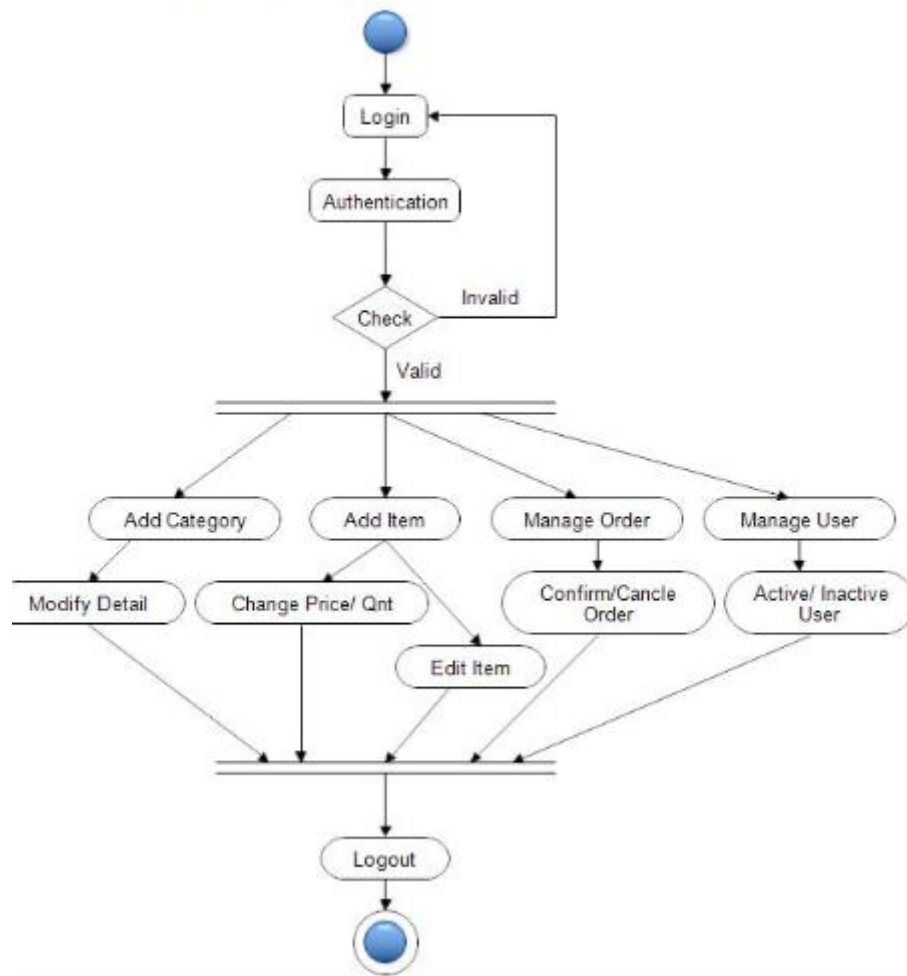 Login
Authentication
Invalid
Check
Valid
Add Category
Add Item
Manage Order
Manage User
Modify Detail
Change Price/ Qnt
Confirm/Cancle
Order
Active/ Inactive
User
Edit Item
Logout